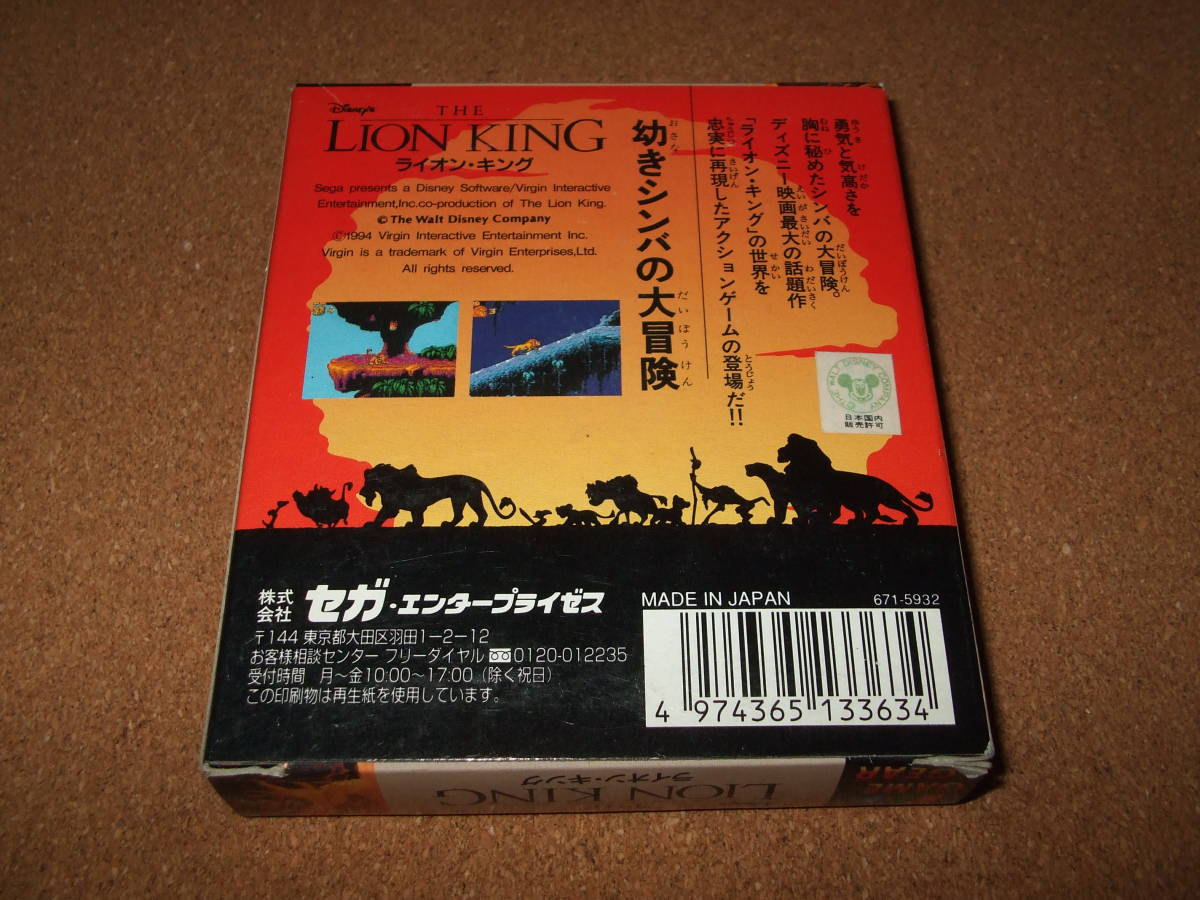 Disney's
THE
LION KING
ライオン・キング
Sega presents a Disney Software/Virgin Interactive
Entertainment,Inc.co-production of The Lion King.
© The Walt Disney Company
©1994 Virgin Interactive Entertainment Inc.
Virgin is a trademark of Virgin Enterprises,Ltd.
All rights reserved.
勇気と気高さを
胸に秘めたシンバの大冒険。
ディズニー映画最大の話題作
「ライオン・キング」の世界を
忠実に再現したアクションゲームの登場だ!!
幼きシンバの大冒険
THE WALT DISNEY COMPANY
日本国内
販売許可
株式会社 セガ・エンタープライゼス
〒144 東京都大田区羽田1-2-12
お客様相談センター フリーダイヤル 0120-012235
受付時間 月〜金10:00〜17:00（除く祝日）
この印刷物は再生紙を使用しています。
MADE IN JAPAN 671-5932
4 974365 133634
ライオン・キング
LION KING
GAME
GEAR